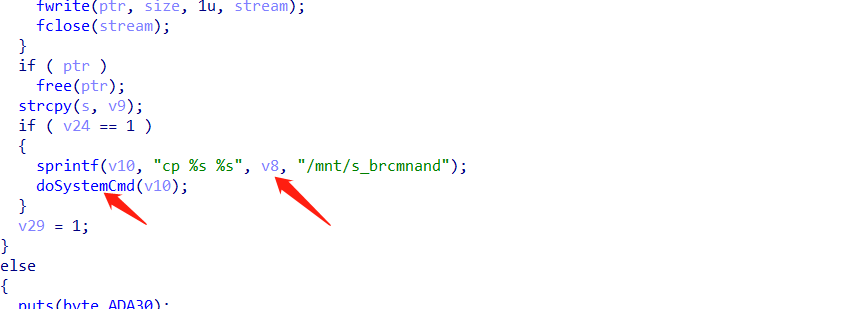 fwrite(ptr, size, 1u, stream);
fclose(stream);
}
if ( ptr )
free(ptr);
strcpy(s, v9);
if ( v24 == 1 )
{
sprintf(v10, "cp %s %s", v8, "/mnt/s_brcmnand");
doSystemCmd(v10);
}
v29 = 1;
}
else
{
puts(byte_ADA30);